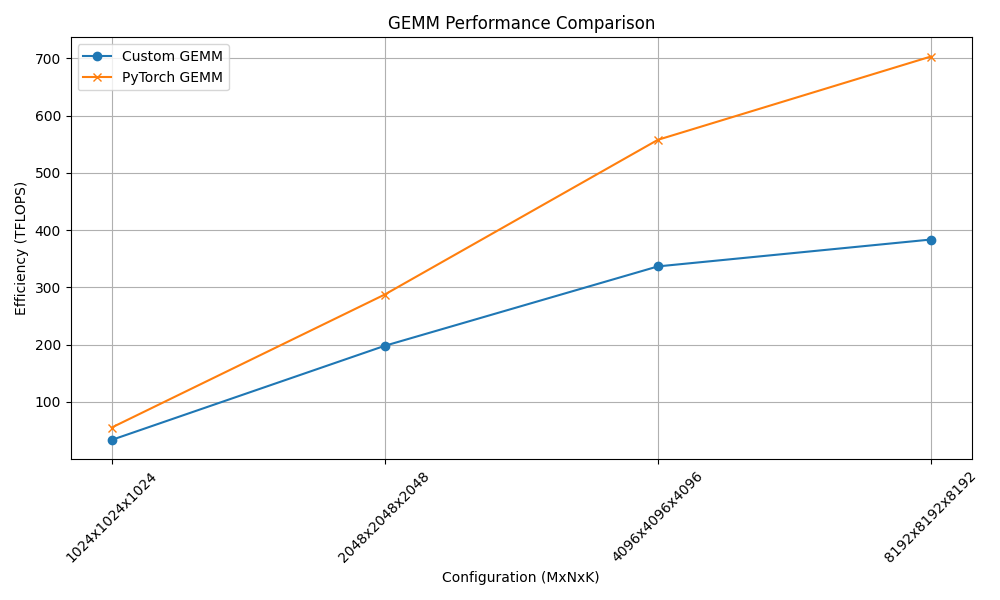 GEMM Performance Comparison
Custom GEMM
PyTorch GEMM
Efficiency (TFLOPS)
700
600
500
400
300
200
100
1024x1024x1024
2048x2048x2048
4096x4096x4096
8192x8192x8192
Configuration (MxNxK)